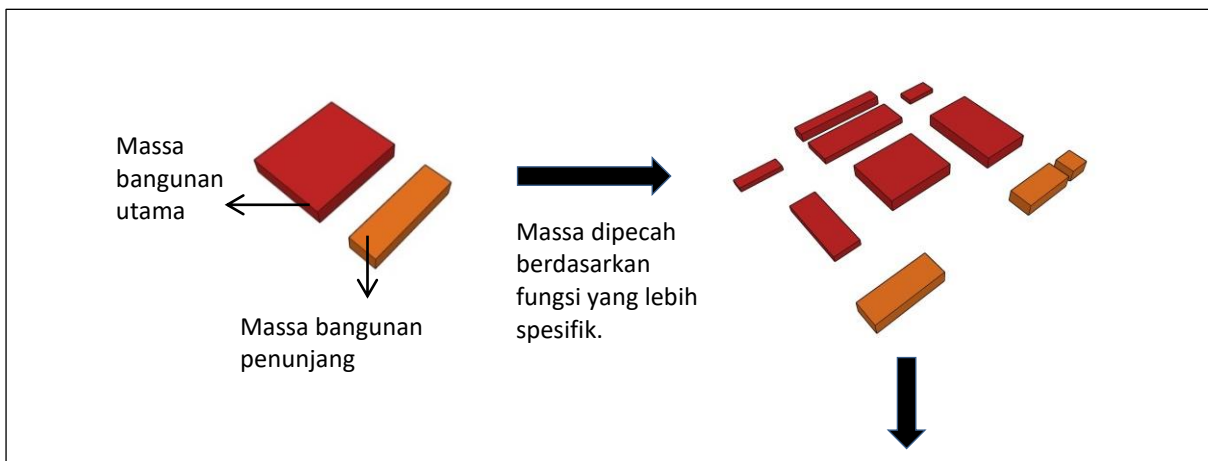 Massa
bangunan
utama
Massa bangunan
penunjang
Massa dipecah
berdasarkan
fungsi yang lebih
spesifik.